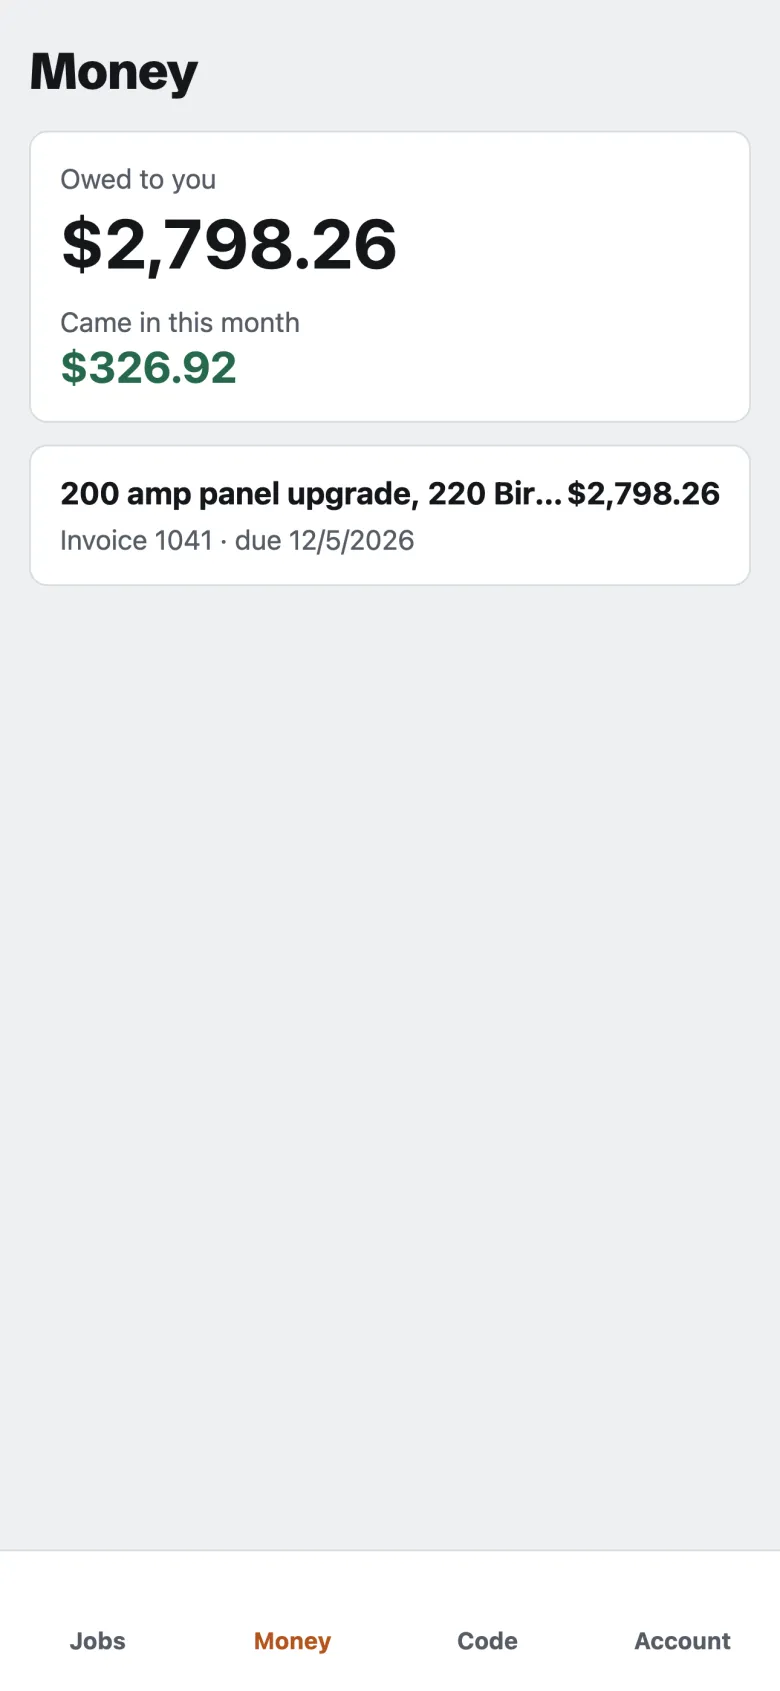 Money
Owed to you
$2,798.26
Came in this month
$326.92
200 amp panel upgrade, 220 Bir... $2,798.26
Invoice 1041 · due 12/5/2026
Jobs Money Code Account